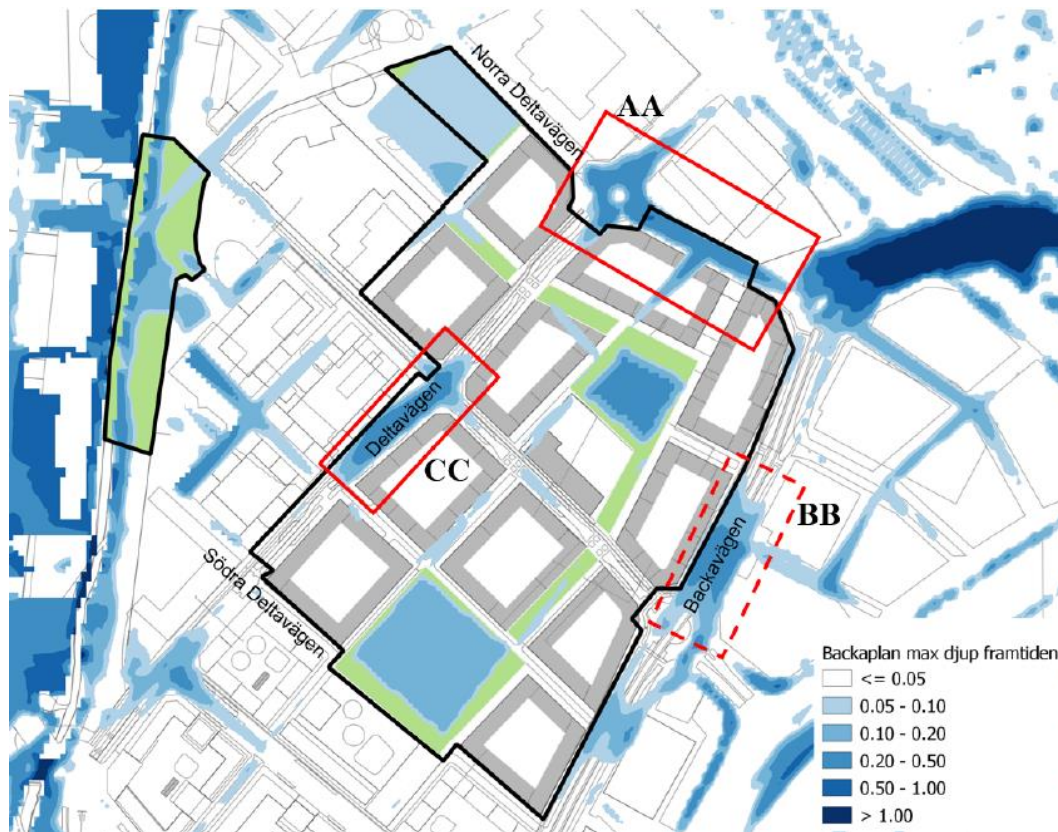 Norra Deltavägen
AA
Deltavägen
CC
BB
Backavägen
Södra Deltavägen
Backaplan max djup framtiden
<= 0.05
0.05 - 0.10
0.10 - 0.20
0.20 - 0.50
0.50 - 1.00
> 1.00